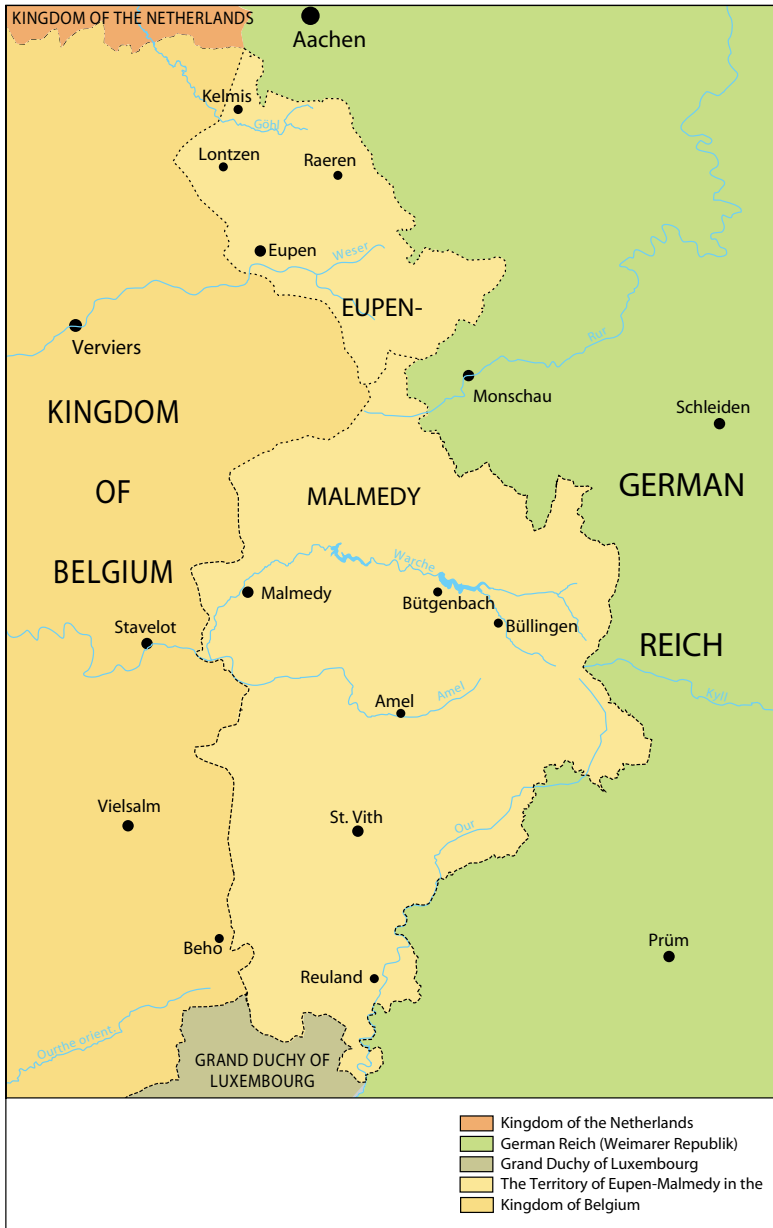 KINGDOM OF THE NETHERLANDS
Aachen
Kelmis
Göhl
Lontzen
Raeren
Eupen
Weser
EUPEN-
Verviers
Rur
Monschau
KINGDOM
OF
BELGIUM
Schleiden
GERMAN
REICH
MALMEDY
Warche
Malmedy
Bütgenbach
Büllingen
Stavelot
Amel
Amel
Kyll
Vielsalm
St. Vith
Our
Beho
Reuland
Prüm
Ourthe orient.
GRAND DUCHY OF
LUXEMBOURG
Kingdom of the Netherlands
German Reich (Weimarer Republik)
Grand Duchy of Luxembourg
The Territory of Eupen-Malmedy in the
Kingdom of Belgium